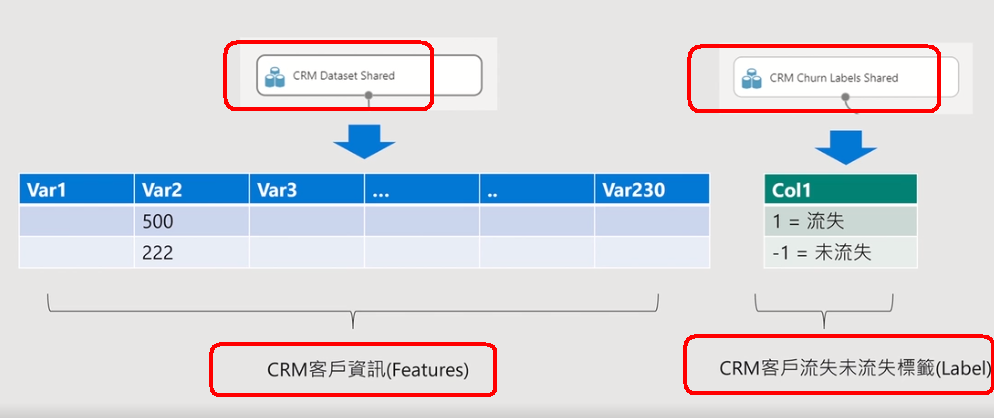 CRM Dataset Shared
CRM Churn Labels Shared
Var1 Var2 Var3 ... .. Var230
500
222
Col1
1 = 流失
-1 = 未流失
CRM客戶資訊(Features)
CRM客戶流失未流失標籤(Label)